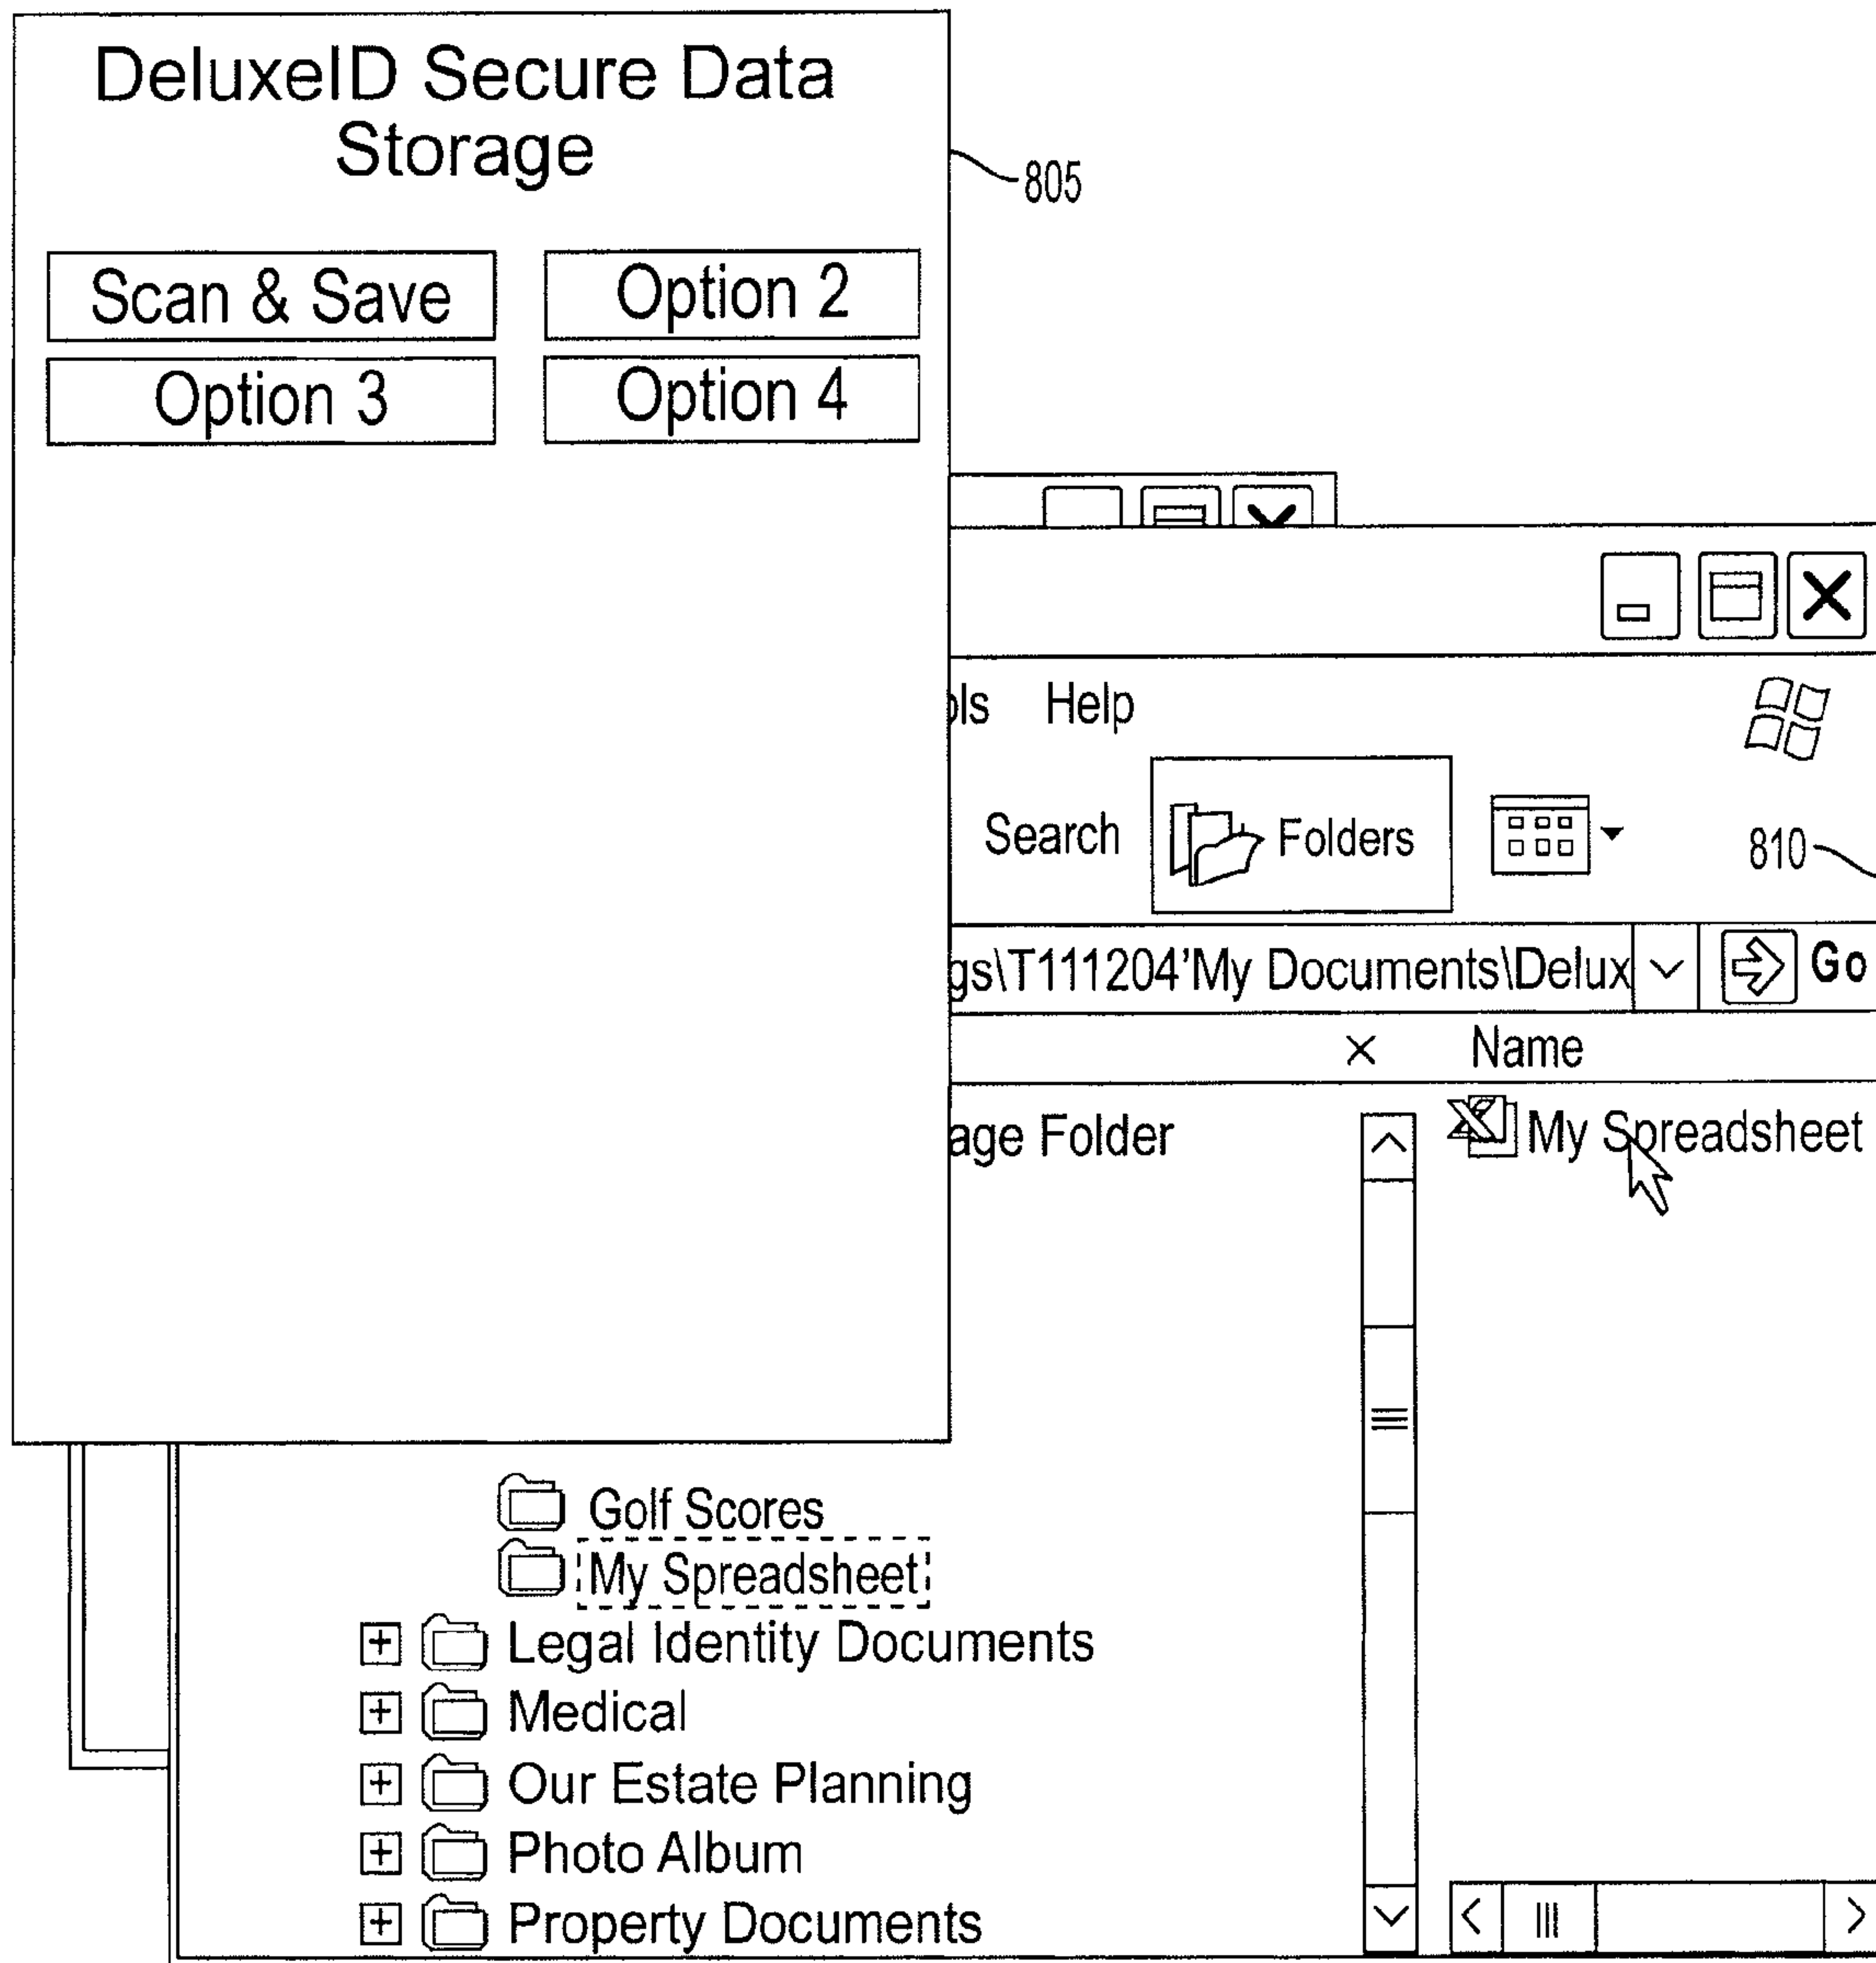 DeluxeID Secure Data
Storage
805
Scan & Save
Option 2
Option 3
Option 4
ols Help
Search Folders
810
gs\T111204'My Documents\Delux Go
Name
age Folder
My Spreadsheet
Golf Scores
My Spreadsheet
Legal Identity Documents
Medical
Our Estate Planning
Photo Album
Property Documents